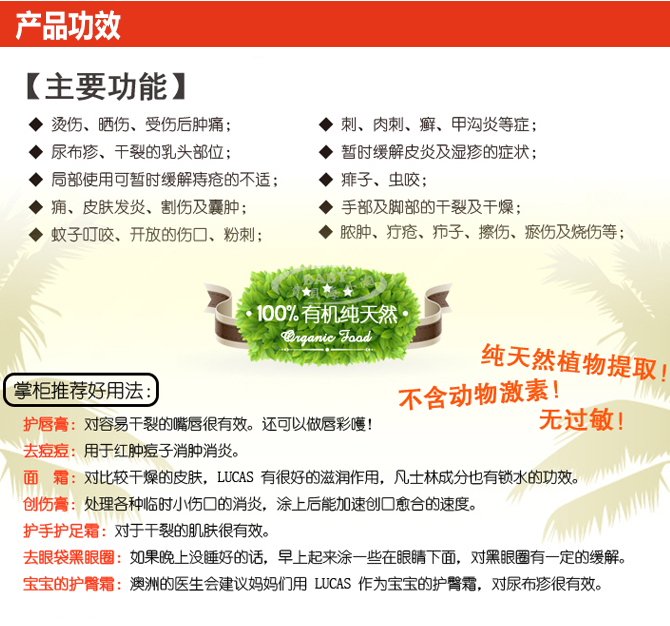 产品功效
【主要功能】
◆ 烫伤、晒伤、受伤后肿痛；
◆ 刺、肉刺、癣、甲沟炎等症；
◆ 尿布疹、干裂的乳头部位；
◆ 暂时缓解皮炎及湿疹的症状；
◆ 局部使用可暂时缓解痔疮的不适；
◆ 痱子、虫咬；
◆ 痈、皮肤发炎、割伤及囊肿；
◆ 手部及脚部的干裂及干燥；
◆ 蚊子叮咬、开放的伤口、粉刺；
◆ 脓肿、疔疮、疖子、擦伤、瘀伤及烧伤等；
• 100% 有机纯天然 •
Organic Food
纯天然植物提取！
掌柜推荐好用法：
不含动物激素！
无过敏！
护唇膏：对容易干裂的嘴唇很有效。还可以做唇彩嚄！
去痘痘：用于红肿痘子消肿消炎。
面 霜：对比较干燥的皮肤，LUCAS 有很好的滋润作用，凡士林成分也有锁水的功效。
创伤膏：处理各种临时小伤口的消炎，涂上后能加速创口愈合的速度。
护手护足霜：对于干裂的肌肤很有效。
去眼袋黑眼圈：如果晚上没睡好的话，早上起来涂一些在眼睛下面，对黑眼圈有一定的缓解。
宝宝的护臀霜：澳洲的医生会建议妈妈们用 LUCAS 作为宝宝的护臀霜，对尿布疹很有效。